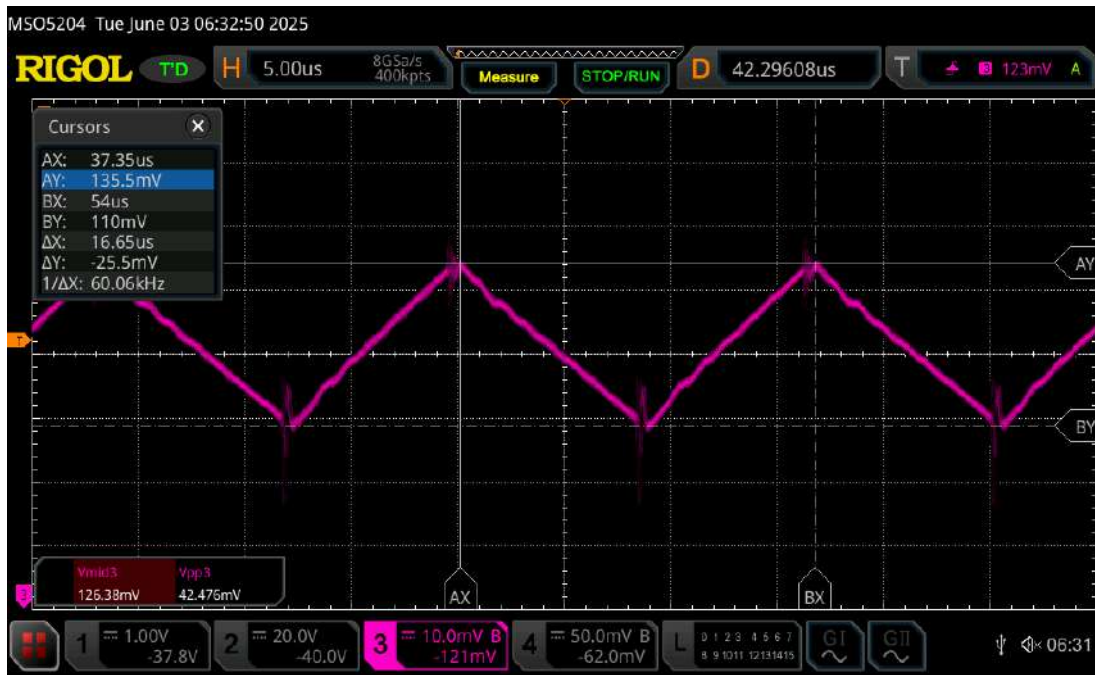 MSO5204 Tue June 03 06:32:50 2025
RIGOL T'D H 5.00us 8GSa/s 400kpts Measure STOP/RUN D 42.29608us T 3 123mV A
Cursors X
AX: 37.35us
AY: 135.5mV
BX: 54us
BY: 110mV
ΔX: 16.65us
ΔY: -25.5mV
1/ΔX: 60.06kHz
AY
T
BY
Vmid3 Vpp3
126.38mV 42.476mV
3 AX BX
1 1.00V -37.8V
2 20.0V -40.0V
3 10.0mV B -121mV
4 50.0mV B -62.0mV
L 0 1 2 3 4 5 6 7
8 9 10 11 12 13 14 15
GI GII
06:31